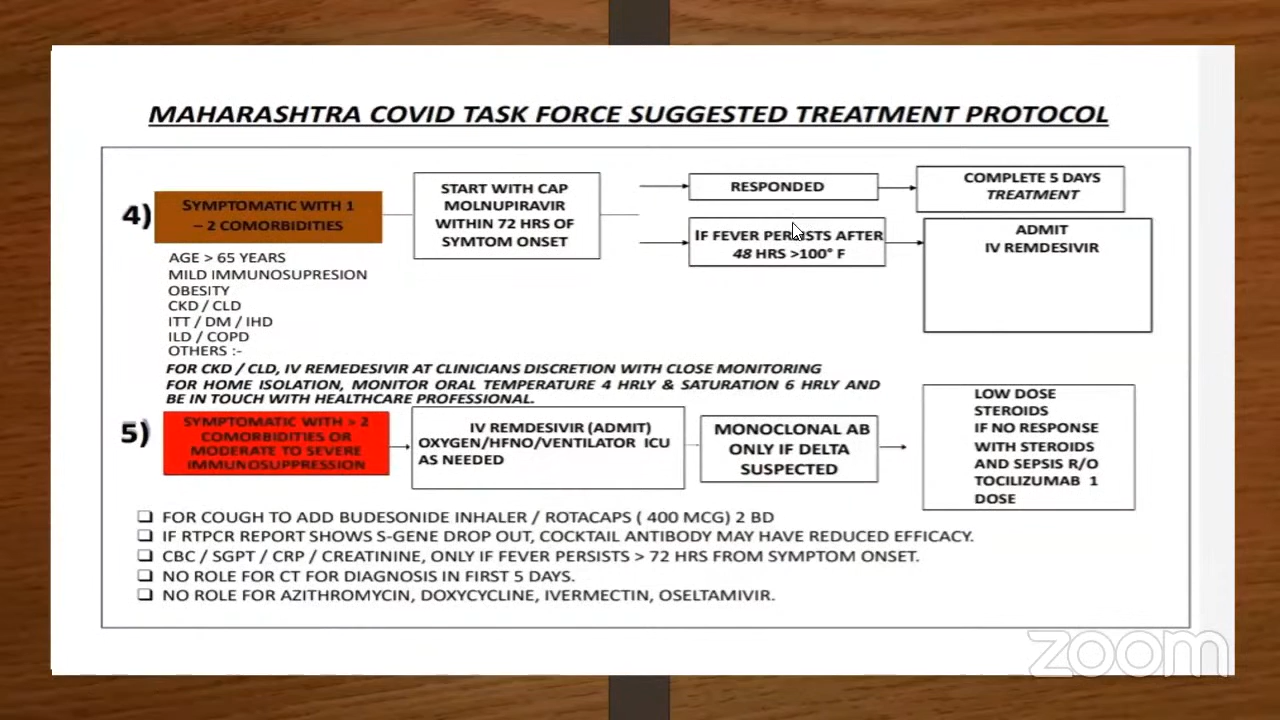 MAHARASHTRA COVID TASK FORCE SUGGESTED TREATMENT PROTOCOL
4)
SYMPTOMATIC WITH 1
– 2 COMORBIDITIES
START WITH CAP
MOLNUPIRAVIR
WITHIN 72 HRS OF
SYMTOM ONSET
RESPONDED
COMPLETE 5 DAYS
TREATMENT
IF FEVER PERSISTS AFTER
48 HRS >100° F
ADMIT
IV REMDESIVIR
AGE > 65 YEARS
MILD IMMUNOSUPRESION
OBESITY
CKD / CLD
ITT / DM / IHD
ILD / COPD
OTHERS :-
FOR CKD / CLD, IV REMEDESIVIR AT CLINICIANS DISCRETION WITH CLOSE MONITORING
FOR HOME ISOLATION, MONITOR ORAL TEMPERATURE 4 HRLY & SATURATION 6 HRLY AND
BE IN TOUCH WITH HEALTHCARE PROFESSIONAL.
5)
SYMPTOMATIC WITH > 2
COMORBIDITIES OR
MODERATE TO SEVERE
IMMUNOSUPPRESSION
IV REMDESIVIR (ADMIT)
OXYGEN/HFNO/VENTILATOR ICU
AS NEEDED
MONOCLONAL AB
ONLY IF DELTA
SUSPECTED
LOW DOSE
STEROIDS
IF NO RESPONSE
WITH STEROIDS
AND SEPSIS R/O
TOCILIZUMAB 1
DOSE
❑ FOR COUGH TO ADD BUDESONIDE INHALER / ROTACAPS ( 400 MCG) 2 BD
❑ IF RTPCR REPORT SHOWS S-GENE DROP OUT, COCKTAIL ANTIBODY MAY HAVE REDUCED EFFICACY.
❑ CBC / SGPT / CRP / CREATININE, ONLY IF FEVER PERSISTS > 72 HRS FROM SYMPTOM ONSET.
❑ NO ROLE FOR CT FOR DIAGNOSIS IN FIRST 5 DAYS.
❑ NO ROLE FOR AZITHROMYCIN, DOXYCYCLINE, IVERMECTIN, OSELTAMIVIR.
zoom